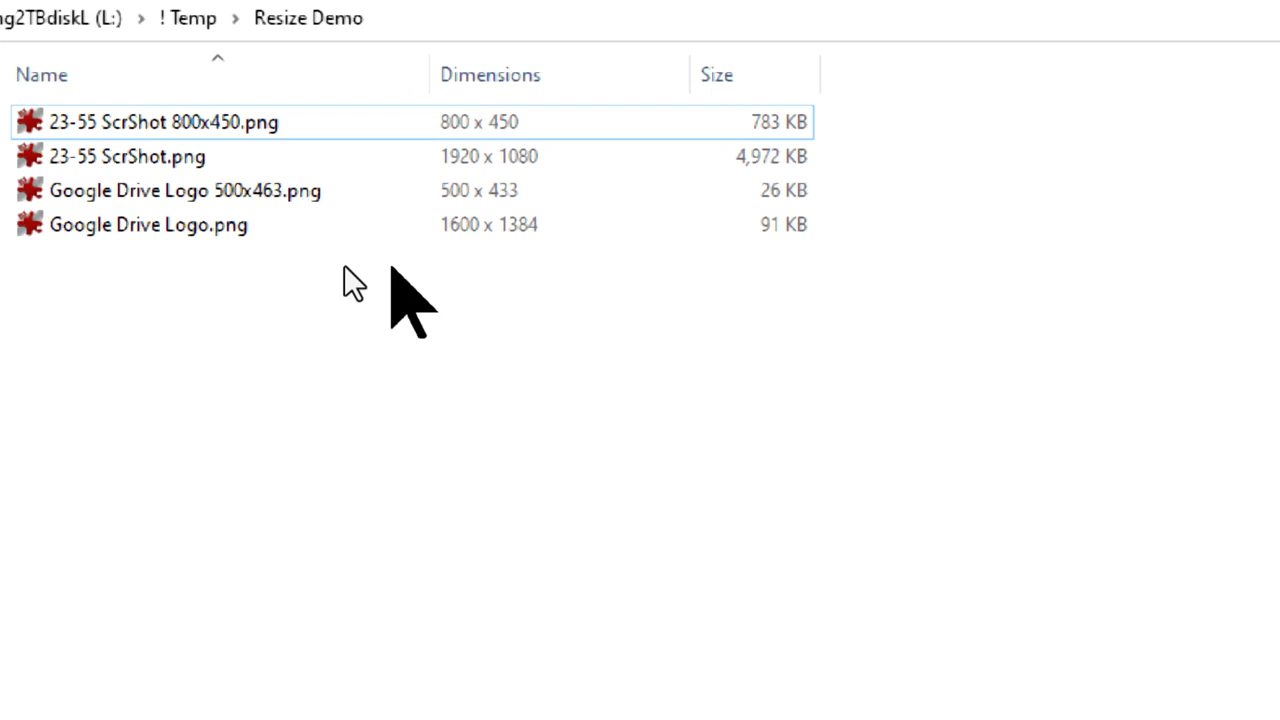 ng2TBdiskL (L:) > ! Temp > Resize Demo
Name Dimensions Size
23-55 ScrShot 800x450.png 800 x 450 783 KB
23-55 ScrShot.png 1920 x 1080 4,972 KB
Google Drive Logo 500x463.png 500 x 433 26 KB
Google Drive Logo.png 1600 x 1384 91 KB